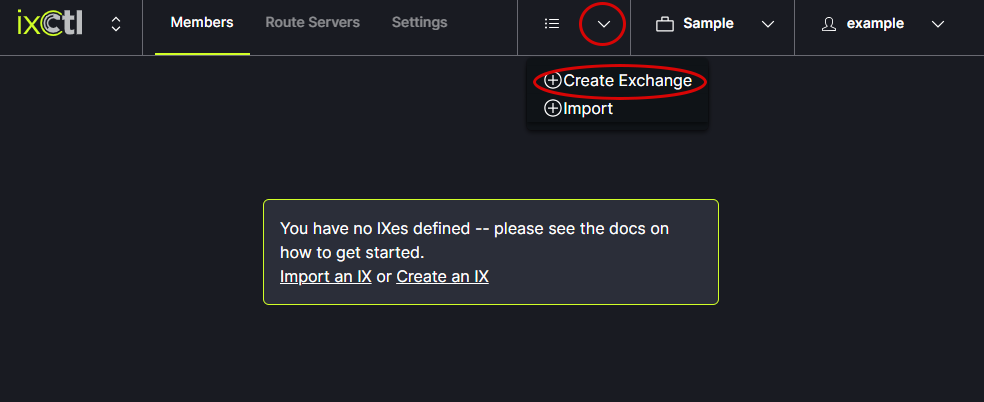 ixCtl
Members
Route Servers
Settings
Sample
example
Create Exchange
Import
You have no IXes defined -- please see the docs on
how to get started.
Import an IX or Create an IX